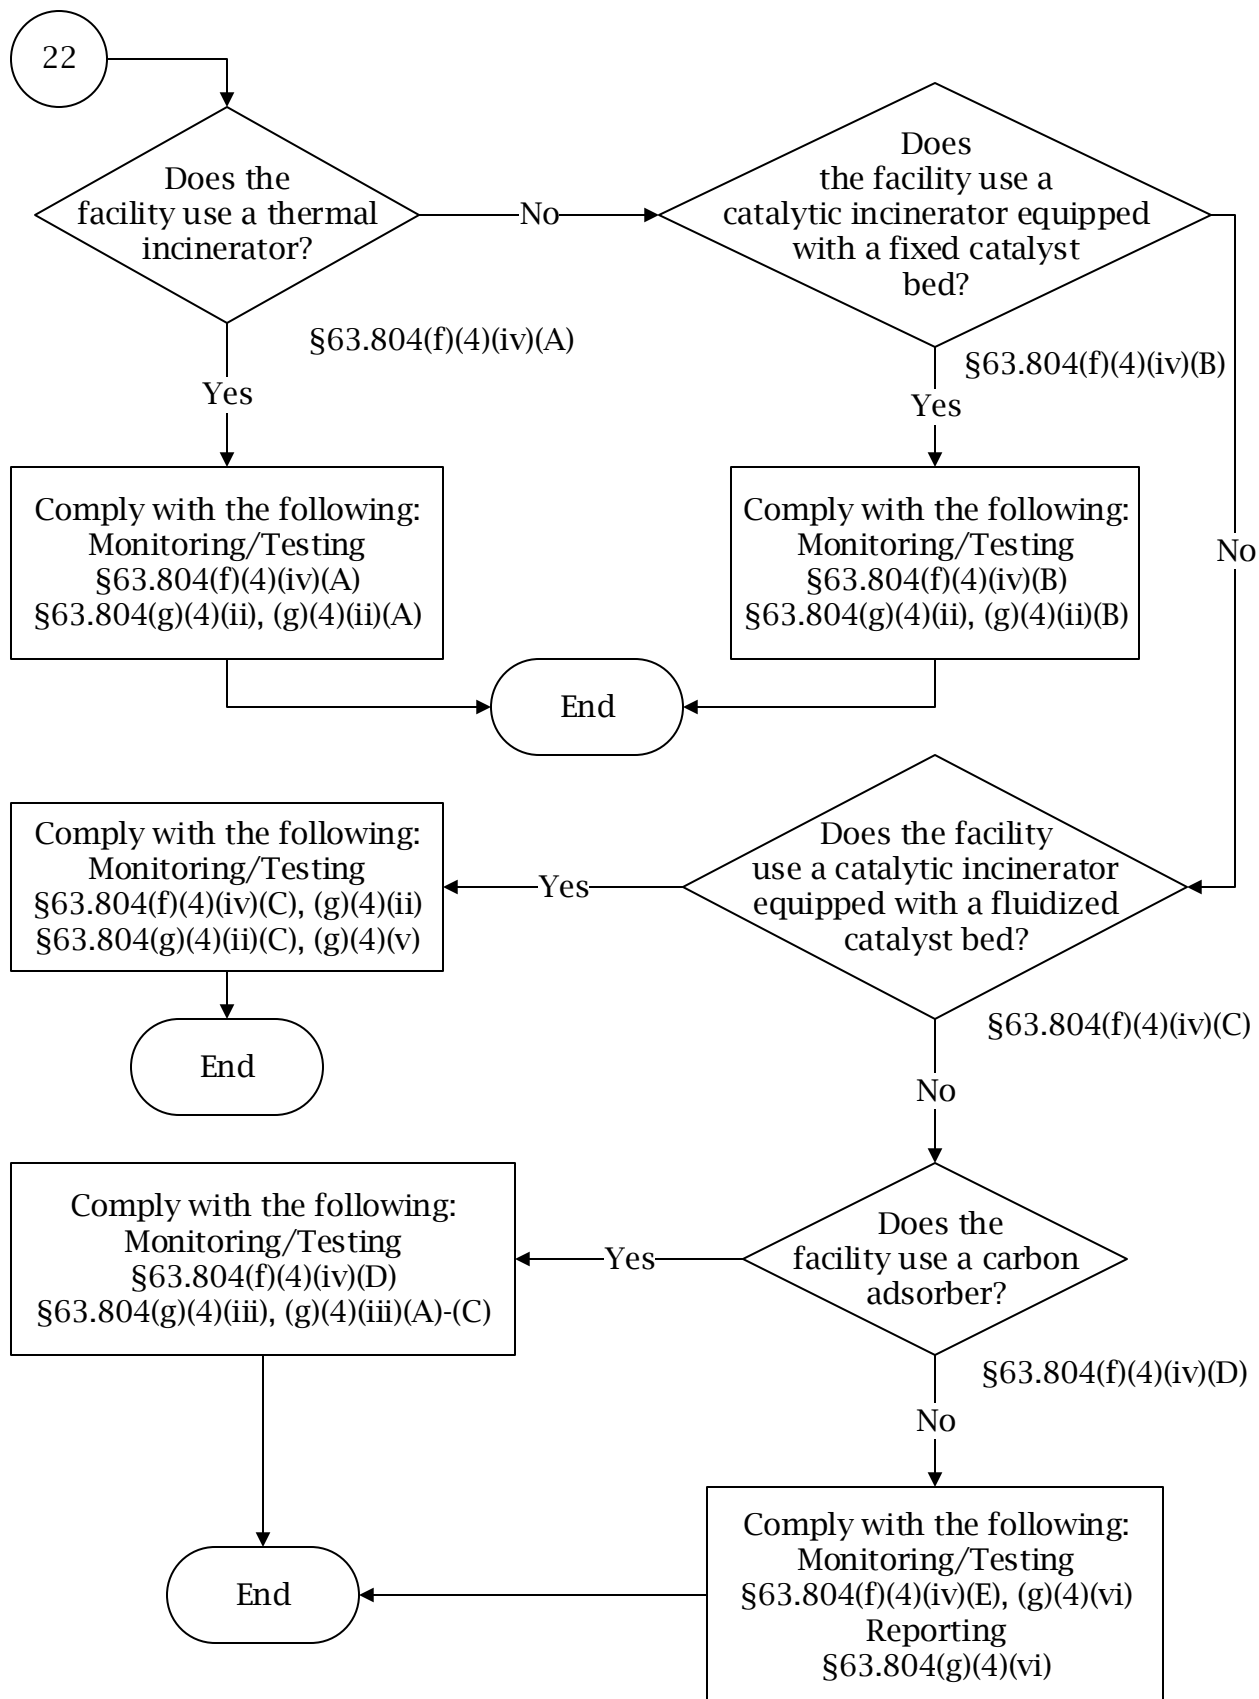 22
Does the
facility use a thermal
incinerator?
No
Does
the facility use a
catalytic incinerator equipped
with a fixed catalyst
bed?
§63.804(f)(4)(iv)(A)
§63.804(f)(4)(iv)(B)
Yes
Yes
Comply with the following:
Monitoring/Testing
§63.804(f)(4)(iv)(A)
§63.804(g)(4)(ii), (g)(4)(ii)(A)
Comply with the following:
Monitoring/Testing
§63.804(f)(4)(iv)(B)
§63.804(g)(4)(ii), (g)(4)(ii)(B)
No
End
Comply with the following:
Monitoring/Testing
§63.804(f)(4)(iv)(C), (g)(4)(ii)
§63.804(g)(4)(ii)(C), (g)(4)(v)
Yes
Does the facility
use a catalytic incinerator
equipped with a fluidized
catalyst bed?
§63.804(f)(4)(iv)(C)
End
No
Comply with the following:
Monitoring/Testing
§63.804(f)(4)(iv)(D)
§63.804(g)(4)(iii), (g)(4)(iii)(A)-(C)
Yes
Does the
facility use a carbon
adsorber?
§63.804(f)(4)(iv)(D)
No
End
Comply with the following:
Monitoring/Testing
§63.804(f)(4)(iv)(E), (g)(4)(vi)
Reporting
§63.804(g)(4)(vi)